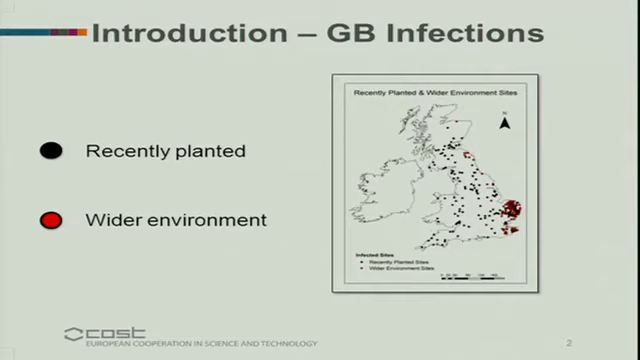 Introduction – GB Infections
Recently planted
Wider environment
Recently Planted & Wider Environment Sites
N
Infected Sites
Recently Planted Sites
Wider Environment Sites
cost
EUROPEAN COOPERATION IN SCIENCE AND TECHNOLOGY
2